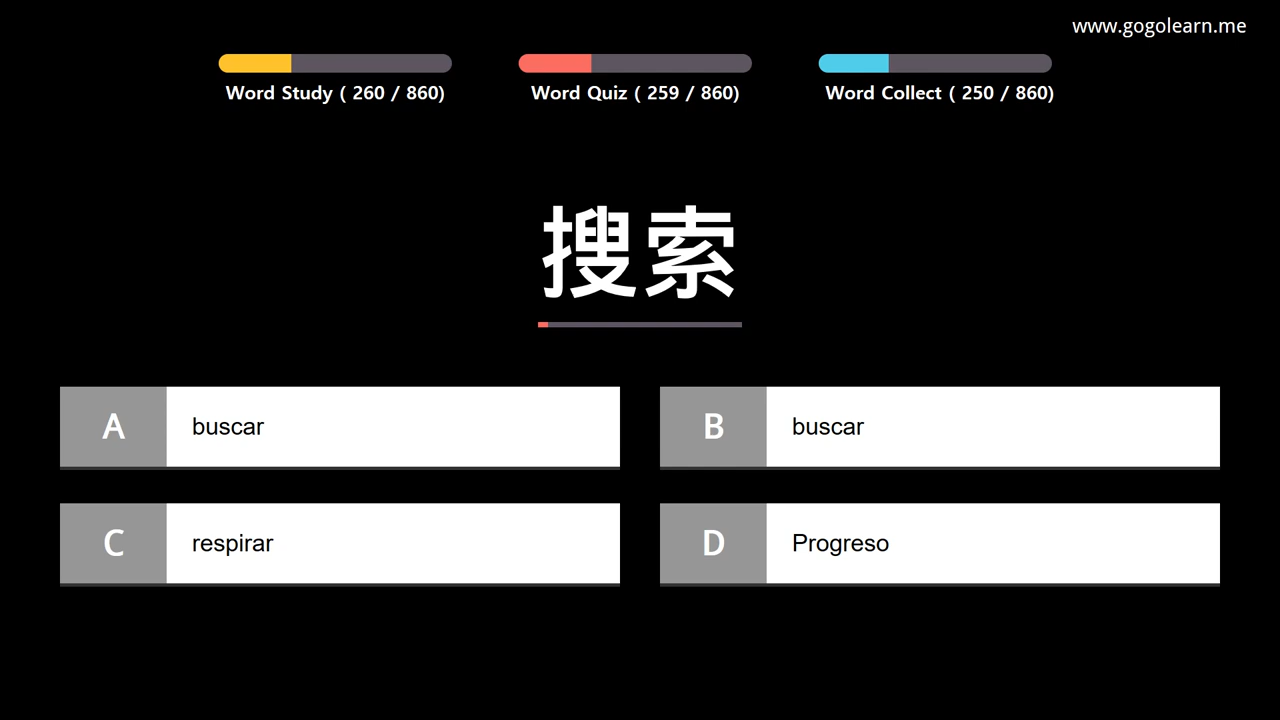 www.gogolearn.me
Word Study ( 260 / 860)
Word Quiz ( 259 / 860)
Word Collect ( 250 / 860)
搜索
A buscar
B buscar
C respirar
D Progreso